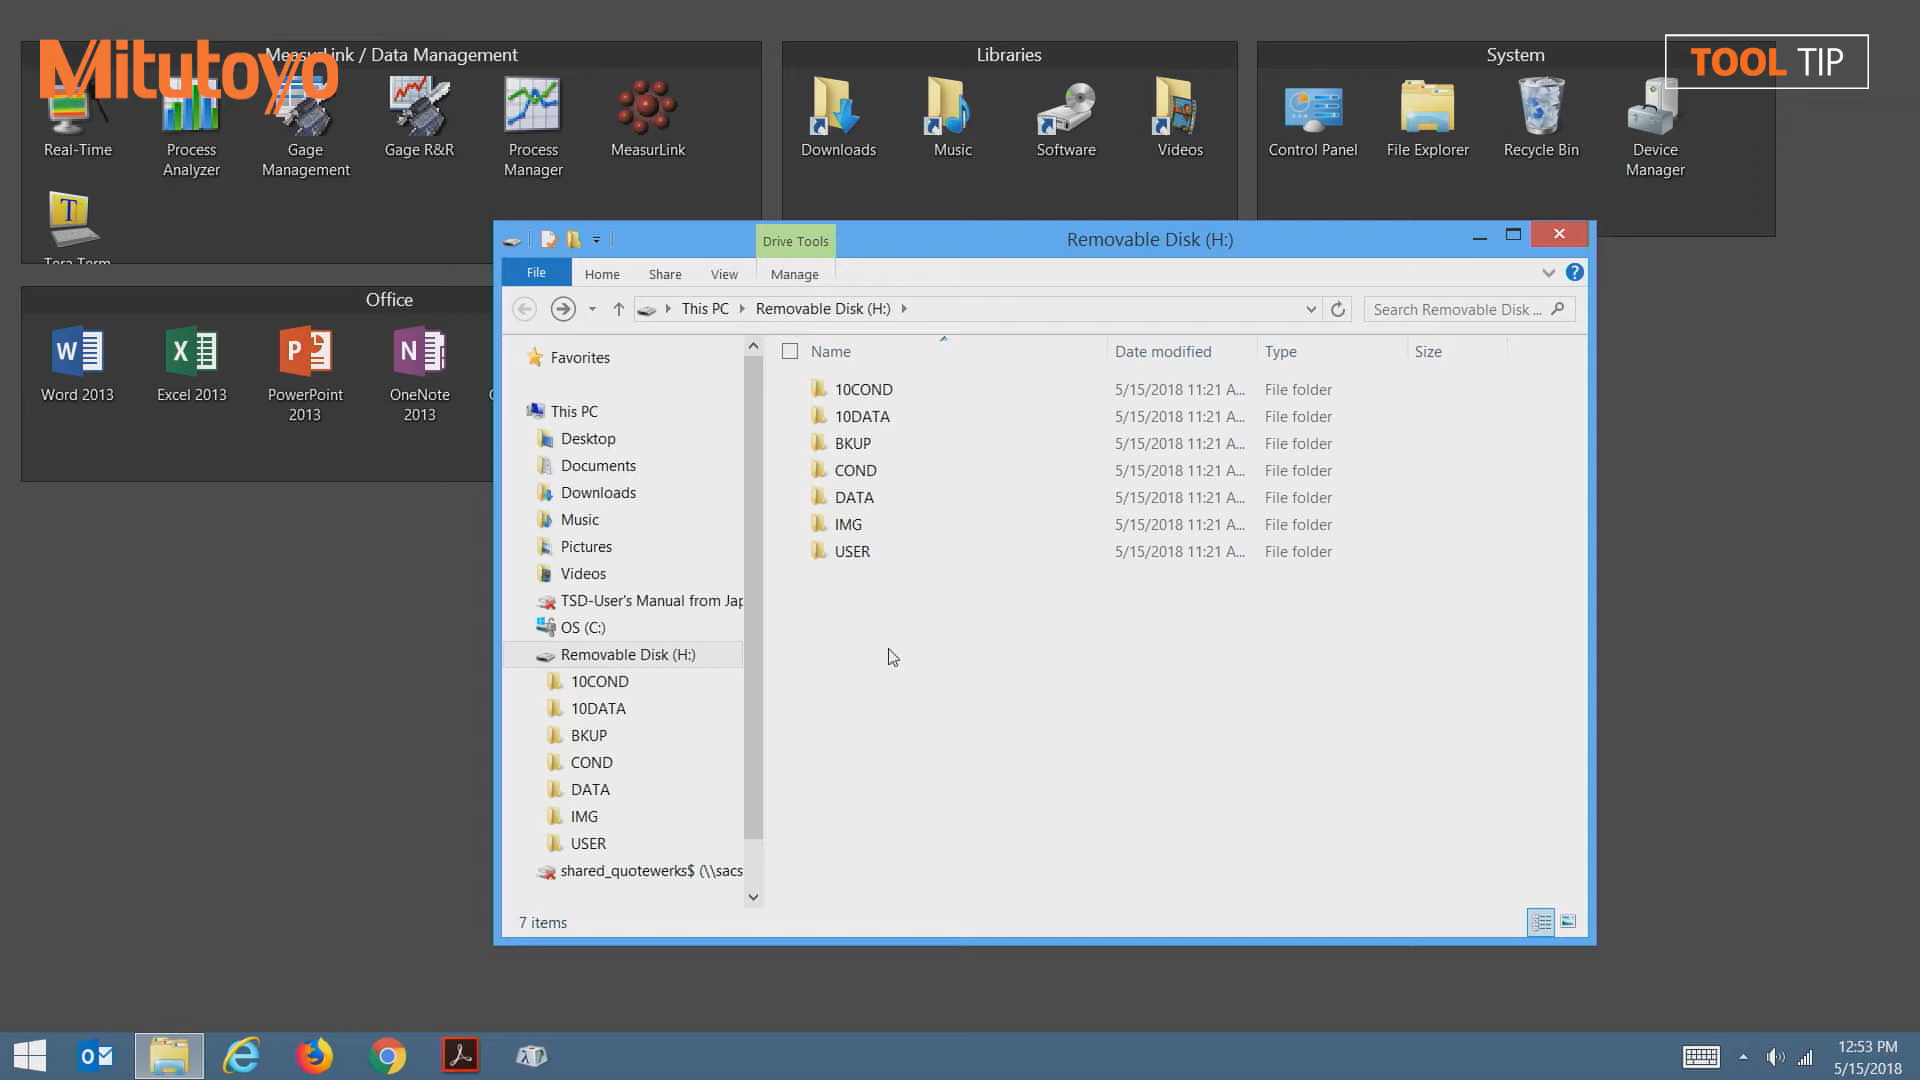 Mitutoyo
TOOL TIP
MeasurLink / Data Management
Real-Time
Process
Analyzer
Gage
Management
Gage R&R
Process
Manager
MeasurLink
Tera Term
Libraries
Downloads
Music
Software
Videos
System
Control Panel
File Explorer
Recycle Bin
Device
Manager
Office
Word 2013
Excel 2013
PowerPoint
2013
OneNote
2013
Drive Tools
Removable Disk (H:)
File
Home
Share
View
Manage
This PC
Removable Disk (H:)
Search Removable Disk ...
Favorites
This PC
Desktop
Documents
Downloads
Music
Pictures
Videos
TSD-User's Manual from Jap
OS (C:)
Removable Disk (H:)
10COND
10DATA
BKUP
COND
DATA
IMG
USER
shared_quotewerks$ (\\sacs
Name Date modified Type Size
10COND 5/15/2018 11:21 A... File folder
10DATA 5/15/2018 11:21 A... File folder
BKUP 5/15/2018 11:21 A... File folder
COND 5/15/2018 11:21 A... File folder
DATA 5/15/2018 11:21 A... File folder
IMG 5/15/2018 11:21 A... File folder
USER 5/15/2018 11:21 A... File folder
7 items
12:53 PM
5/15/2018